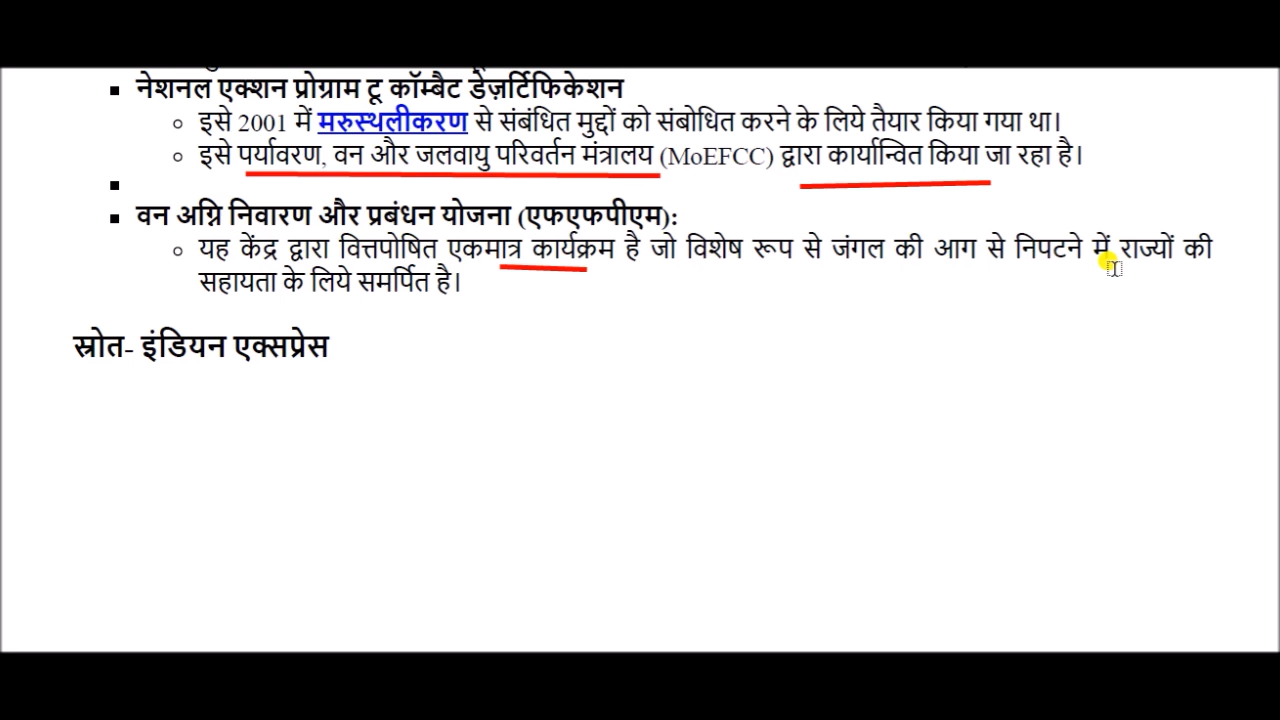 नेशनल एक्शन प्रोग्राम टू कॉम्बैट डेज़र्टिफिकेशन
इसे 2001 में मरुस्थलीकरण से संबंधित मुद्दों को संबोधित करने के लिये तैयार किया गया था।
इसे पर्यावरण, वन और जलवायु परिवर्तन मंत्रालय (MoEFCC) द्वारा कार्यान्वित किया जा रहा है।
वन अग्नि निवारण और प्रबंधन योजना (एफएफपीएम):
यह केंद्र द्वारा वित्तपोषित एकमात्र कार्यक्रम है जो विशेष रूप से जंगल की आग से निपटने में राज्यों की
सहायता के लिये समर्पित है।
स्रोत- इंडियन एक्सप्रेस